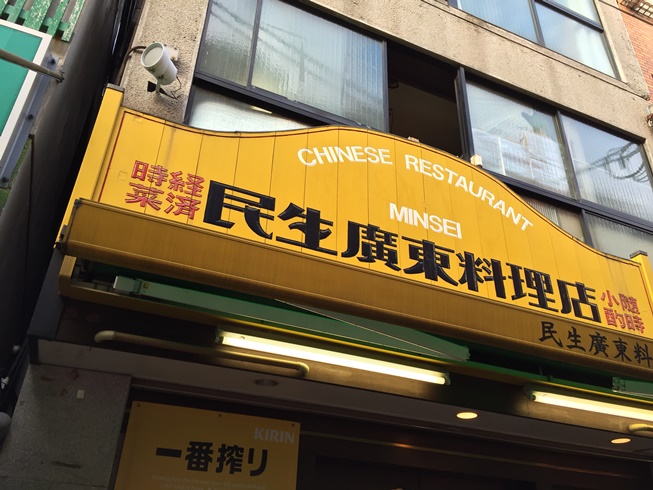 CHINESE RESTAURANT
MINSEI
経済
時菜
民生廣東料理店
随時
小酌
民生廣東料
KIRIN
一番搾り